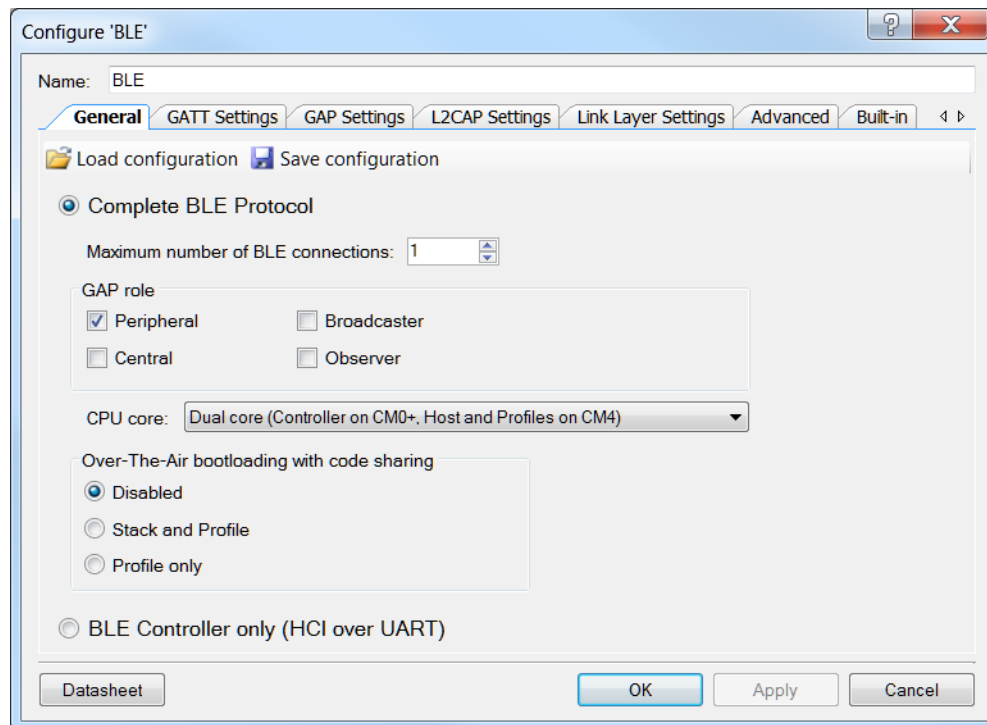 Configure 'BLE'
Name: BLE
General GATT Settings GAP Settings L2CAP Settings Link Layer Settings Advanced Built-in
Load configuration Save configuration
Complete BLE Protocol
Maximum number of BLE connections: 1
GAP role
Peripheral Broadcaster
Central Observer
CPU core: Dual core (Controller on CM0+, Host and Profiles on CM4)
Over-The-Air bootloading with code sharing
Disabled
Stack and Profile
Profile only
BLE Controller only (HCI over UART)
Datasheet OK Apply Cancel